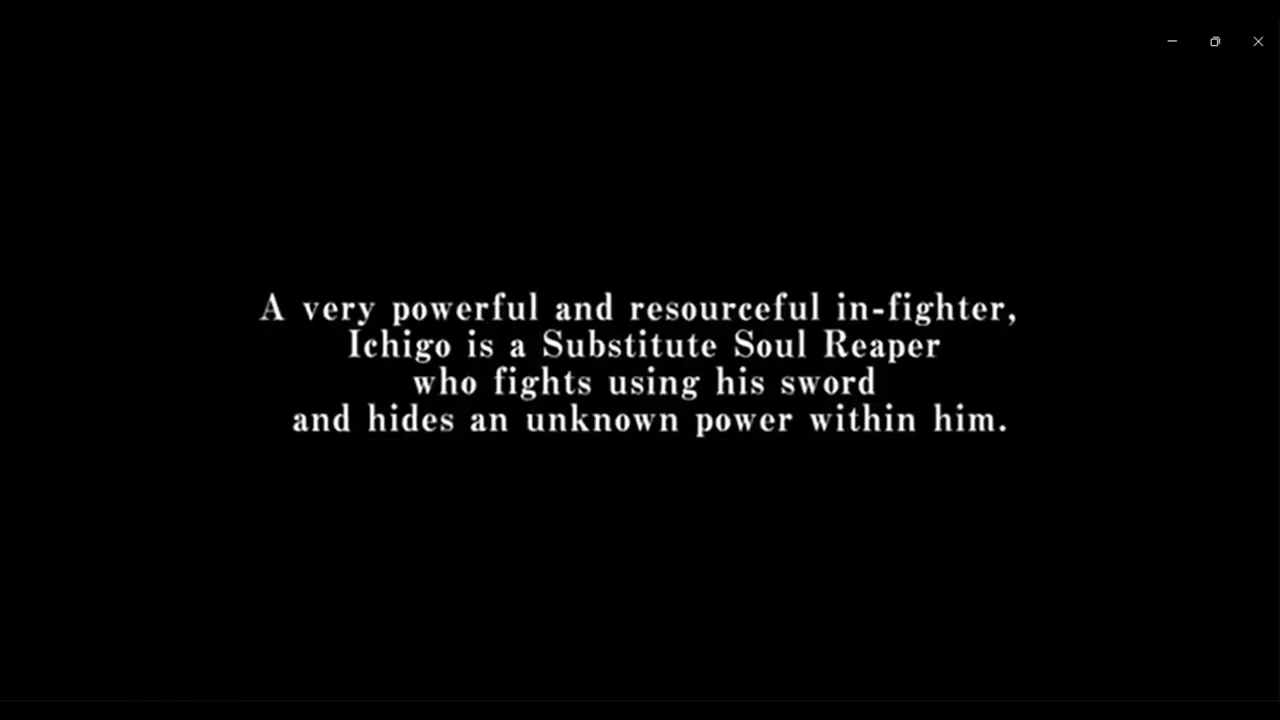 A very powerful and resourceful in-fighter,
Ichigo is a Substitute Soul Reaper
who fights using his sword
and hides an unknown power within him.